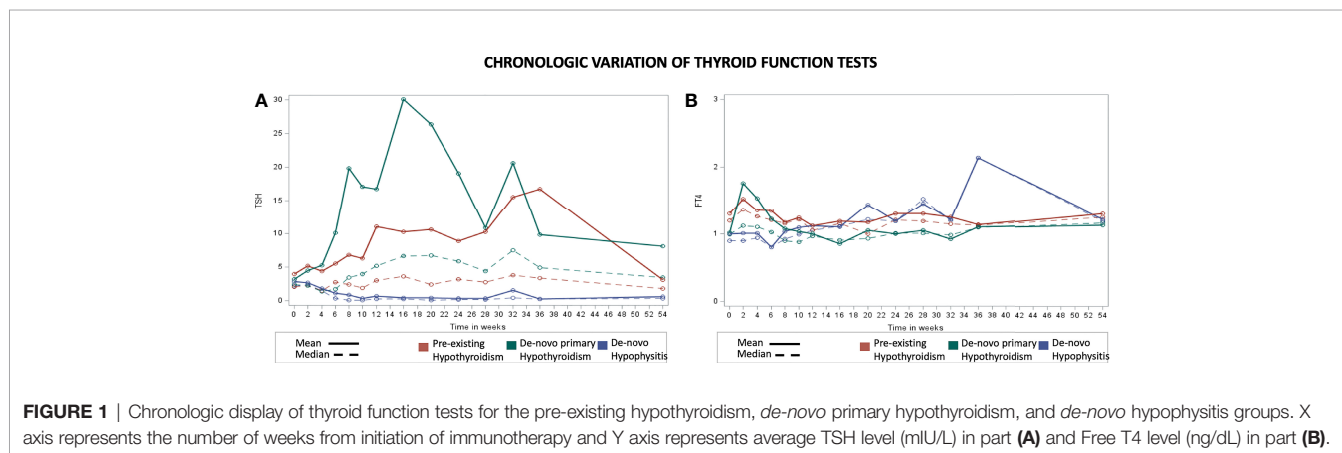 CHRONOLOGIC VARIATION OF THYROID FUNCTION TESTS
A
30
25
20
15
10
5
0
TSH
0 2 4 6 8 10 12 14 16 18 20 22 24 26 28 30 32 34 36 38 40 42 44 46 48 50 52 54
Time in weeks
Mean
Median
Pre-existing Hypothyroidism
De-novo primary Hypothyroidism
De-novo Hypophysitis
B
3
2
1
0
FT4
0 2 4 6 8 10 12 14 16 18 20 22 24 26 28 30 32 34 36 38 40 42 44 46 48 50 52 54
Time in weeks
Mean
Median
Pre-existing Hypothyroidism
De-novo primary Hypothyroidism
De-novo Hypophysitis
FIGURE 1 | Chronologic display of thyroid function tests for the pre-existing hypothyroidism, de-novo primary hypothyroidism, and de-novo hypophysitis groups. X
axis represents the number of weeks from initiation of immunotherapy and Y axis represents average TSH level (mIU/L) in part (A) and Free T4 level (ng/dL) in part (B).